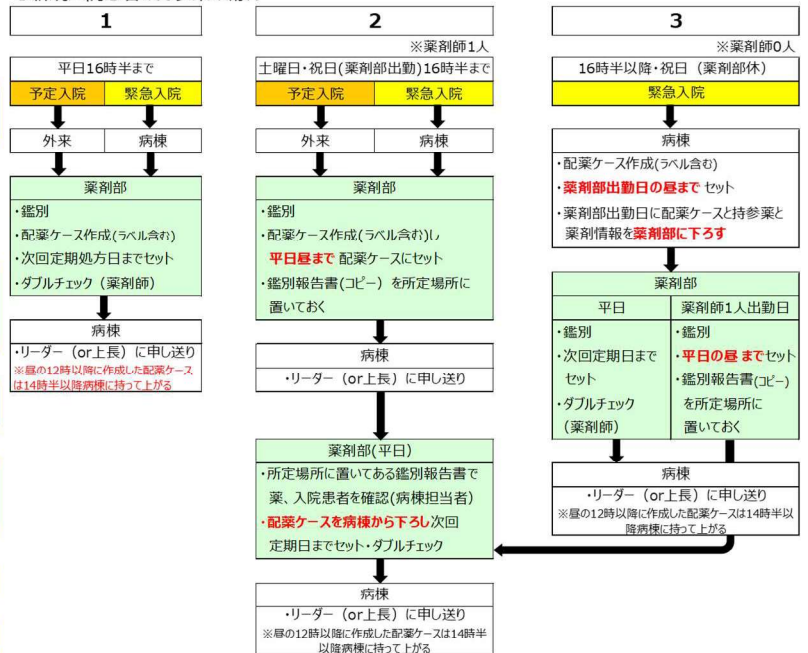 1
平日16時半まで
予定入院 緊急入院
外来 病棟
薬剤部
・鑑別
・配薬ケース作成(ラベル含む)
・次回定期処方日までセット
・ダブルチェック（薬剤師）
病棟
・リーダー（or上長）に申し送り
※昼の12時以降に作成した配薬ケース
は14時半以降病棟に持って上がる
2
※薬剤師1人
土曜日・祝日(薬剤部出勤)16時半まで
予定入院 緊急入院
外来 病棟
薬剤部
・鑑別
・配薬ケース作成(ラベル含む)し
平日昼まで 配薬ケースにセット
・鑑別報告書(コピー）を所定場所に
置いておく
病棟
・リーダー（or上長）に申し送り
薬剤部(平日)
・所定場所に置いてある鑑別報告書で
薬、入院患者を確認(病棟担当者)
・配薬ケースを病棟から下ろし次回
定期日までセット・ダブルチェック
病棟
・リーダー（or上長）に申し送り
※昼の12時以降に作成した配薬ケースは14時半
以降病棟に持って上がる
3
※薬剤師0人
16時半以降・祝日（薬剤部休）
緊急入院
病棟
・配薬ケース作成(ラベル含む)
・薬剤部出勤日の昼まで セット
・薬剤部出勤日に配薬ケースと持参薬と
薬剤情報を薬剤部に下ろす
薬剤部
平日
・鑑別
・次回定期日まで
セット
・ダブルチェック
（薬剤師）
薬剤師1人出勤日
・鑑別
・平日の昼 までセット
・鑑別報告書(コピー)
を所定場所に
置いておく
病棟
・リーダー（or上長）に申し送り
※昼の12時以降に作成した配薬ケースは14時半以
降病棟に持って上がる